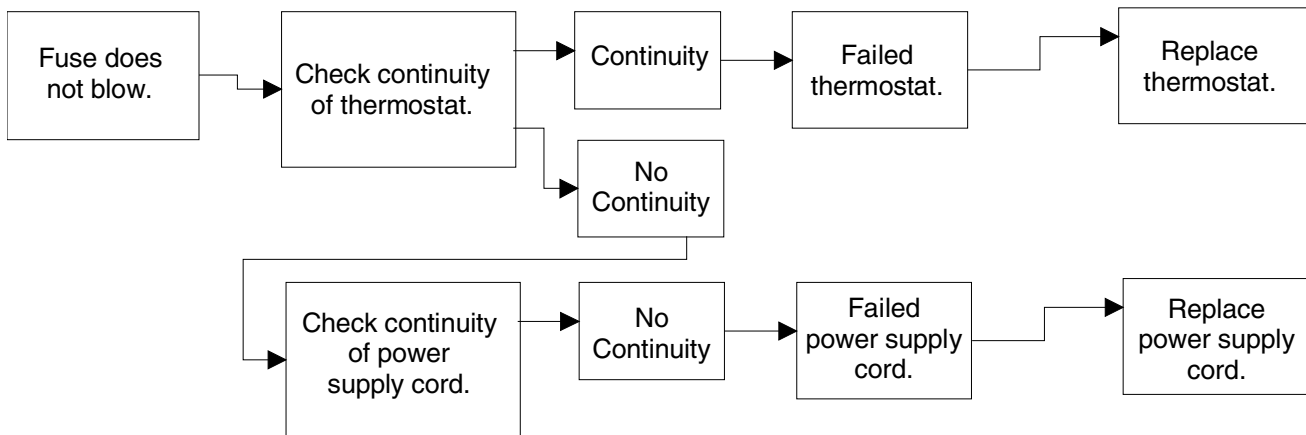 Fuse does
not blow.
Check continuity
of thermostat.
Continuity
Failed
thermostat.
Replace
thermostat.
No
Continuity
Check continuity
of power
supply cord.
No
Continuity
Failed
power supply
cord.
Replace
power supply
cord.